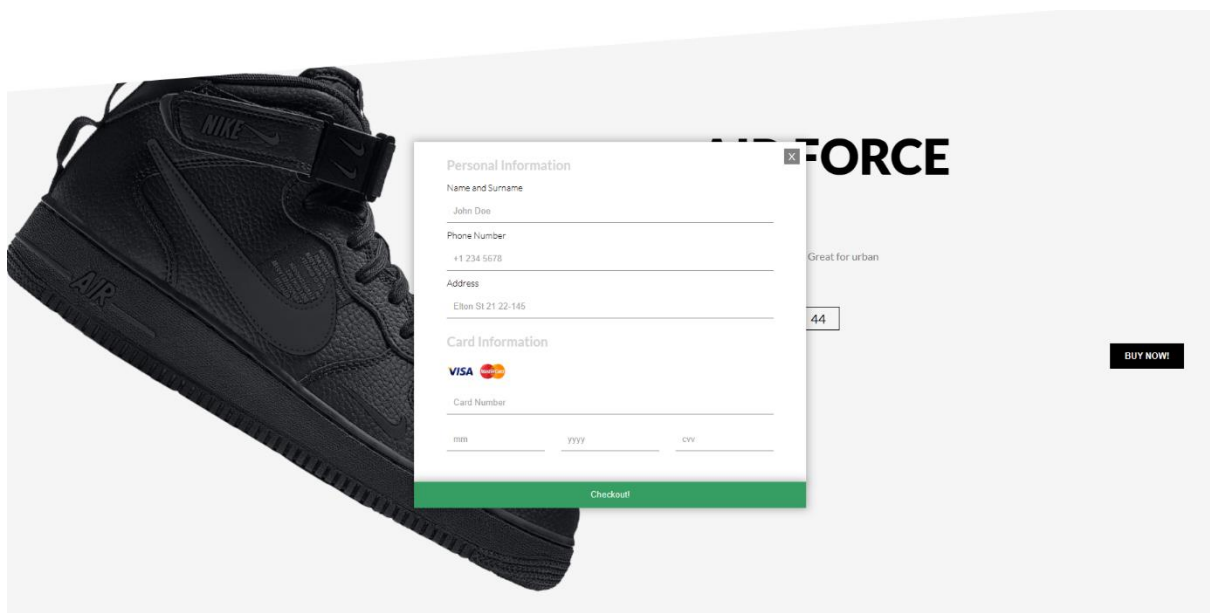 NIKE
AIR
FORCE
X
Personal Information
Name and Surname
John Doe
Phone Number
+1 234 5678
Great for urban
Address
Elton St 21 22-145
44
Card Information
BUY NOW!
VISA MasterCard
Card Number
mm yyyy cvv
Checkout!